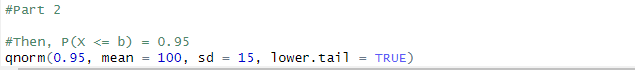 #Part 2
#Then, P(X <= b) = 0.95
qnorm(0.95, mean = 100, sd = 15, lower.tail = TRUE)